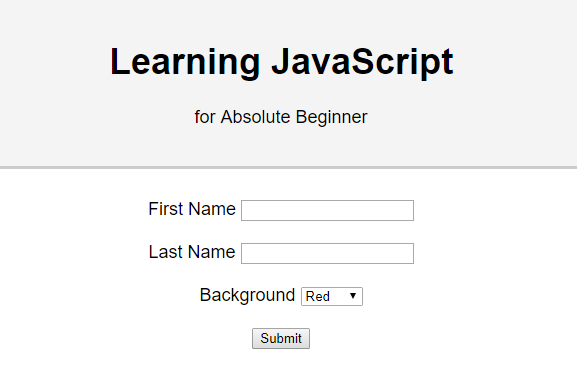 Learning JavaScript
for Absolute Beginner
First Name
Last Name
Background Red
Submit